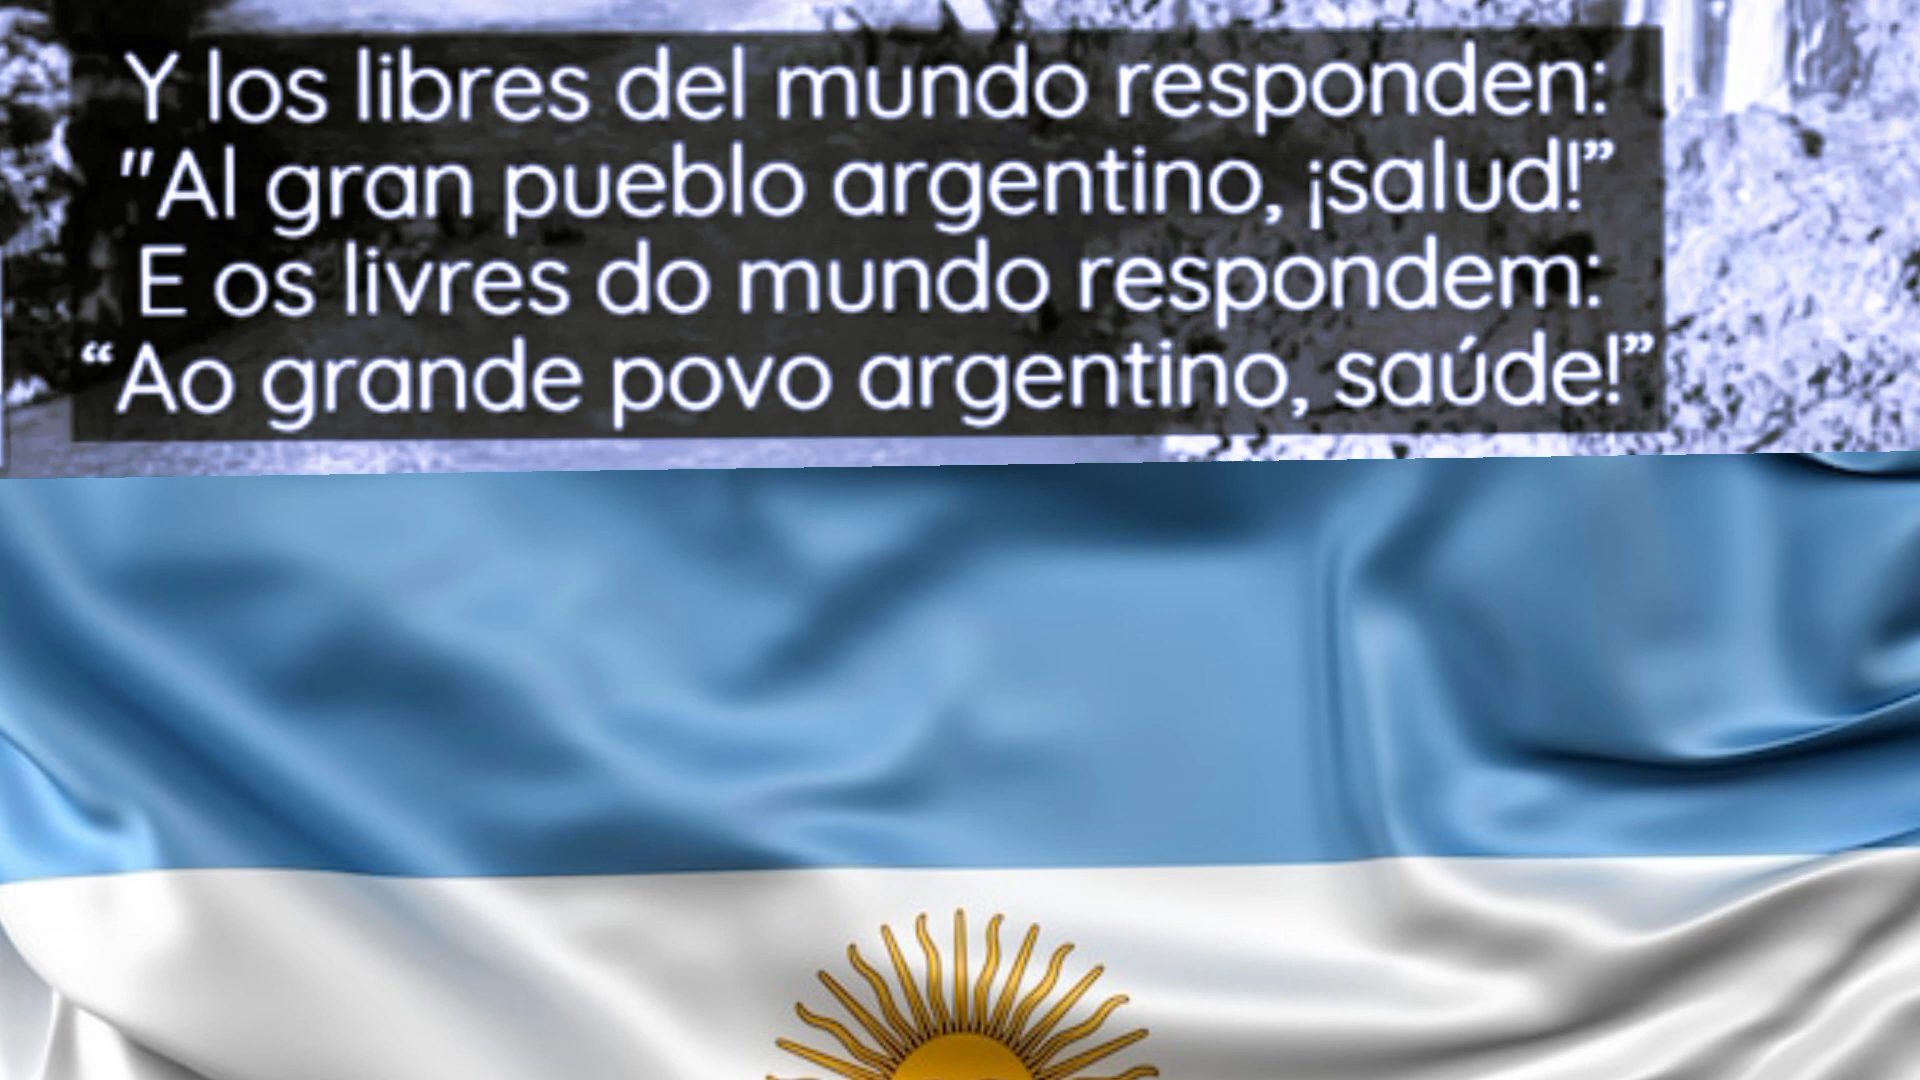 Y los libres del mundo responden:
"Al gran pueblo argentino, ¡salud!”
E os livres do mundo respondem:
“Ao grande povo argentino, saúde!”